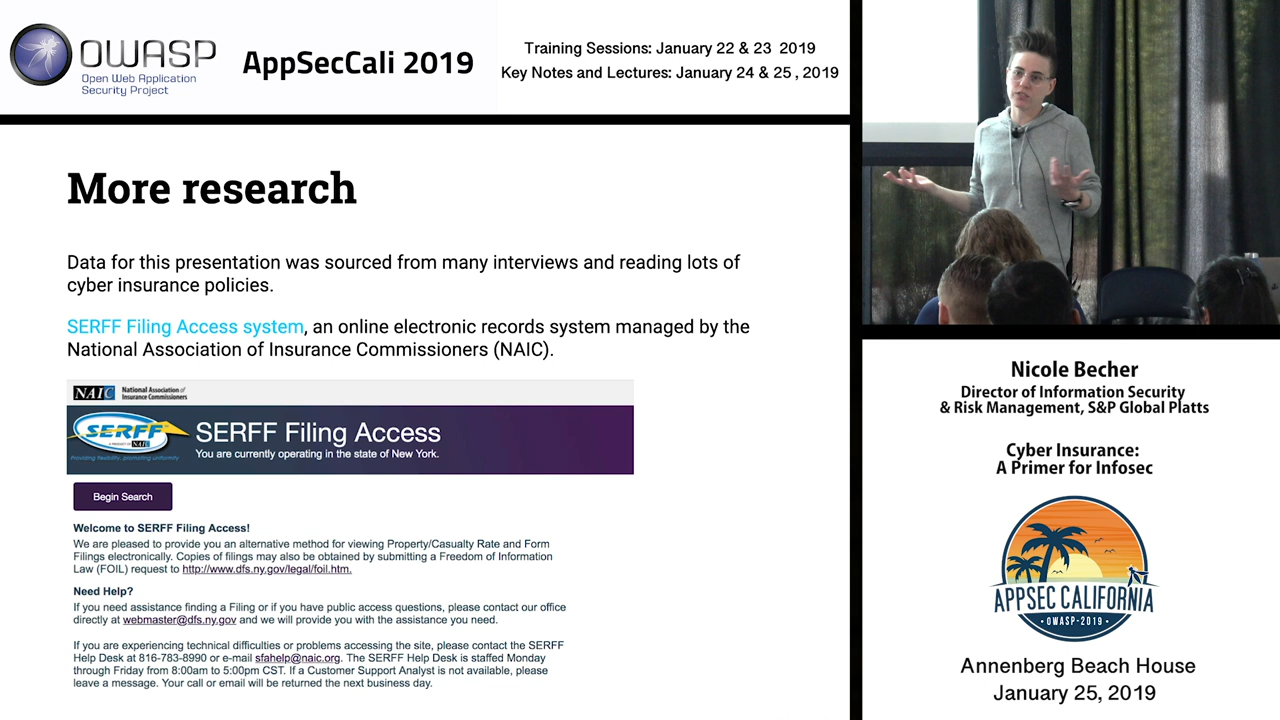 OWASP
Open Web Application
Security Project
AppSecCali 2019
Training Sessions: January 22 & 23 2019
Key Notes and Lectures: January 24 & 25 , 2019
More research
Data for this presentation was sourced from many interviews and reading lots of
cyber insurance policies.
SERFF Filing Access system, an online electronic records system managed by the
National Association of Insurance Commissioners (NAIC).
NAIC
National Association of
Insurance Commissioners
SERFF
A PRODUCT OF NAIC
Providing flexibility, promoting uniformity
SERFF Filing Access
You are currently operating in the state of New York.
Begin Search
Welcome to SERFF Filing Access!
We are pleased to provide you an alternative method for viewing Property/Casualty Rate and Form
Filings electronically. Copies of filings may also be obtained by submitting a Freedom of Information
Law (FOIL) request to http://www.dfs.ny.gov/legal/foil.htm.
Need Help?
If you need assistance finding a Filing or if you have public access questions, please contact our office
directly at webmaster@dfs.ny.gov and we will provide you with the assistance you need.
If you are experiencing technical difficulties or problems accessing the site, please contact the SERFF
Help Desk at 816-783-8990 or e-mail sfahelp@naic.org. The SERFF Help Desk is staffed Monday
through Friday from 8:00am to 5:00pm CST. If a Customer Support Analyst is not available, please
leave a message. Your call or email will be returned the next business day.
Nicole Becher
Director of Information Security
& Risk Management, S&P Global Platts
Cyber Insurance:
A Primer for Infosec
APPSEC CALIFORNIA
OWASP-2019
Annenberg Beach House
January 25, 2019